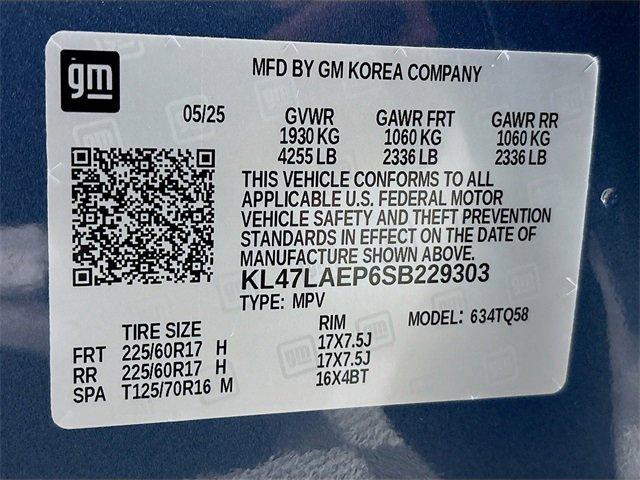 gm
MFD BY GM KOREA COMPANY
05/25 GVWR GAWR FRT GAWR RR
1930 KG 1060 KG 1060 KG
4255 LB 2336 LB 2336 LB
THIS VEHICLE CONFORMS TO ALL
APPLICABLE U.S. FEDERAL MOTOR
VEHICLE SAFETY AND THEFT PREVENTION
STANDARDS IN EFFECT ON THE DATE OF
MANUFACTURE SHOWN ABOVE.
KL47LAEP6SB229303
TYPE: MPV
MODEL: 634TQ58
TIRE SIZE RIM
FRT 225/60R17 H 17X7.5J
RR 225/60R17 H 17X7.5J
SPA T125/70R16 M 16X4BT